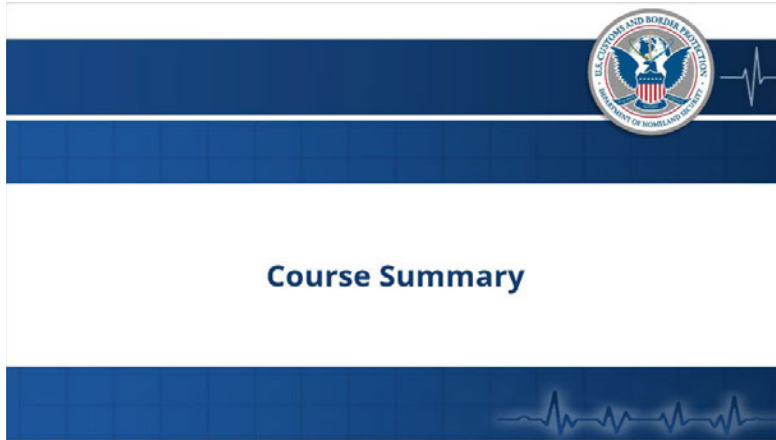 U.S. CUSTOMS AND BORDER PROTECTION
DEPARTMENT OF HOMELAND SECURITY
Course Summary